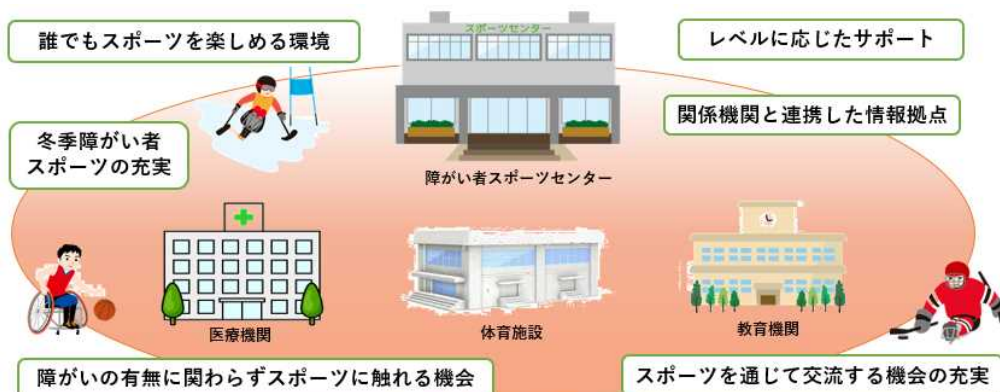 誰でもスポーツを楽しめる環境
スポーツセンター
レベルに応じたサポート
関係機関と連携した情報拠点
冬季障がい者
スポーツの充実
障がい者スポーツセンター
医療機関
体育施設
教育機関
障がいの有無に関わらずスポーツに触れる機会
スポーツを通じて交流する機会の充実